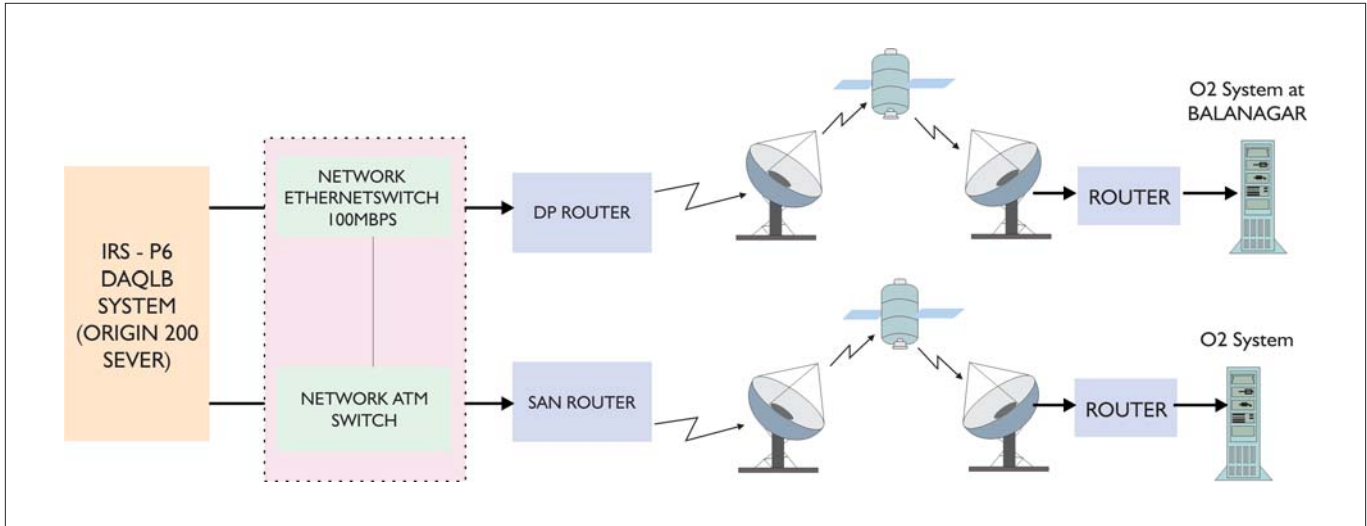 IRS - P6
DAQLB
SYSTEM
(ORIGIN 200
SEVER)
NETWORK
ETHERNETSWITCH
100MBPS
NETWORK ATM
SWITCH
DP ROUTER
SAN ROUTER
ROUTER
O2 System at
BALANAGAR
ROUTER
O2 System